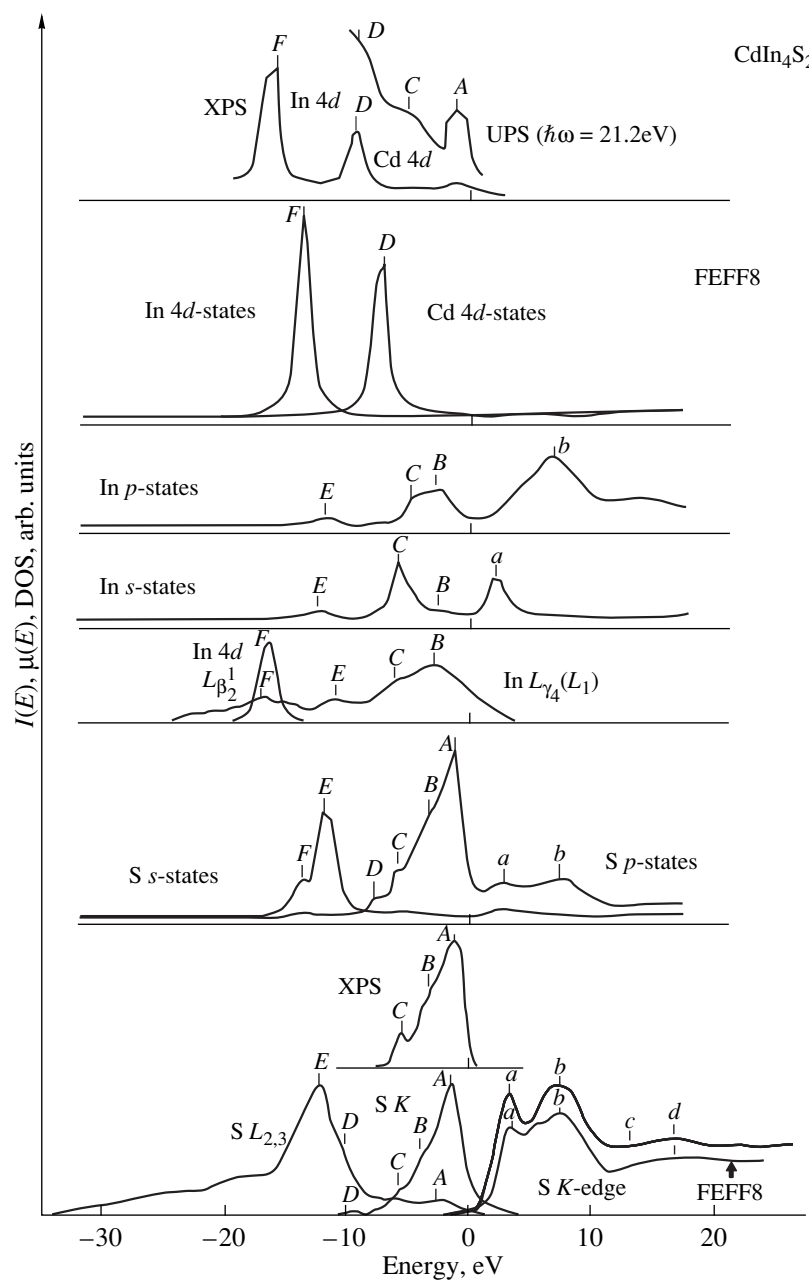 D
F
CdIn₄S₂
C
A
XPS
In 4d
D
UPS (ℏω = 21.2eV)
Cd 4d
F
D
FEFF8
In 4d-states
Cd 4d-states
b
C
B
In p-states
E
C
a
In s-states
E
B
In 4d
F
B
C
Lβ₂¹
F
E
In Lγ₄(L₁)
A
E
B
F
C
D
a
b
S s-states
S p-states
A
B
XPS
C
E
S K
A
a
b
S L₂,₃
D
B
a
b
c
d
C
A
D
S K-edge
FEFF8
−30
−20
−10
0
10
20
Energy, eV
I(E), μ(E), DOS, arb. units